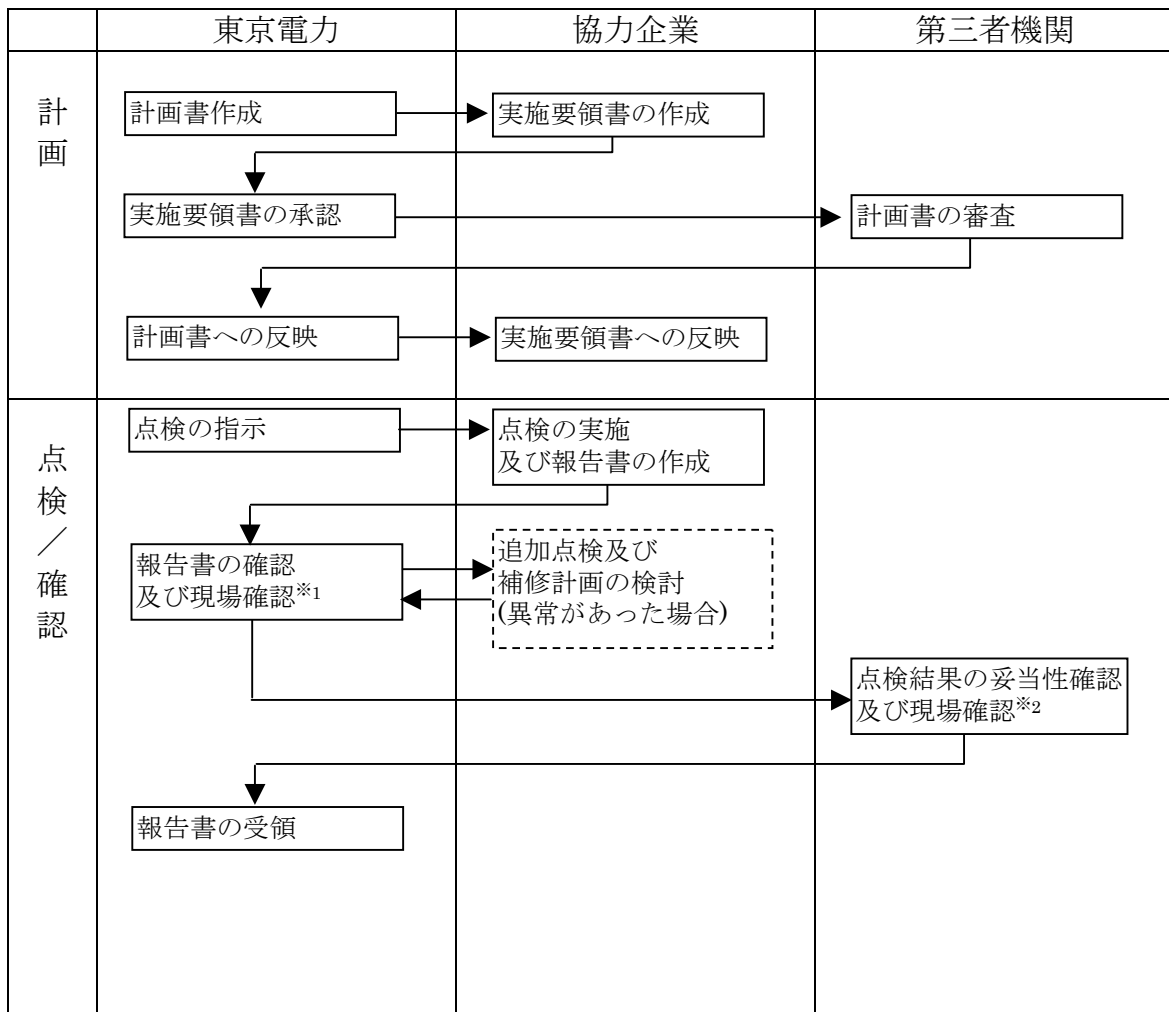 東京電力
協力企業
第三者機関
計画
計画書作成
実施要領書の作成
実施要領書の承認
計画書の審査
計画書への反映
実施要領書への反映
点検／確認
点検の指示
点検の実施
及び報告書の作成
報告書の確認
及び現場確認※1
追加点検及び
補修計画の検討
(異常があった場合)
点検結果の妥当性確認
及び現場確認※2
報告書の受領